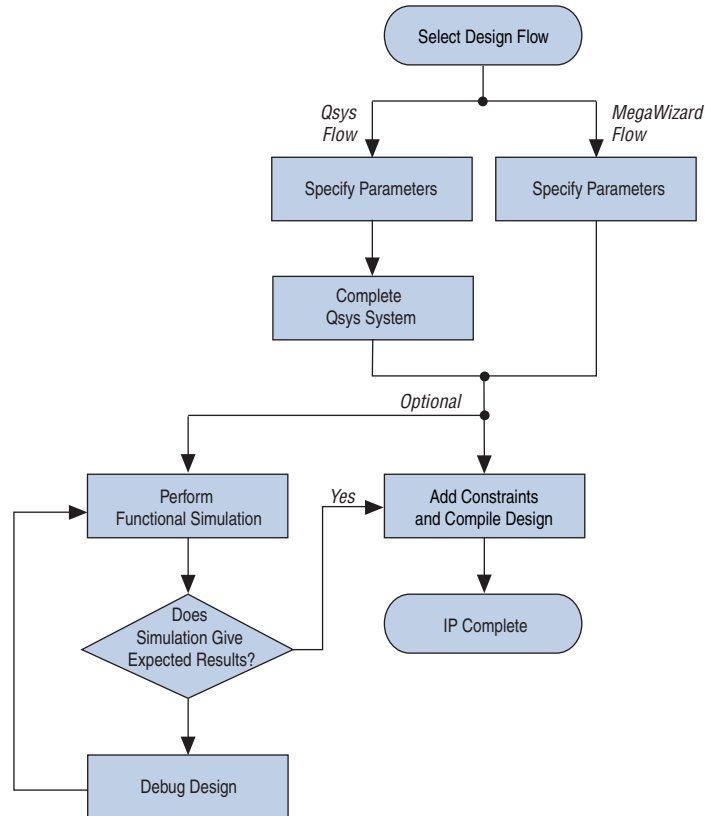 Select Design Flow
Qsys
Flow
MegaWizard
Flow
Specify Parameters
Specify Parameters
Complete
Qsys System
Optional
Perform
Functional Simulation
Yes
Add Constraints
and Compile Design
Does
Simulation Give
Expected Results?
IP Complete
Debug Design